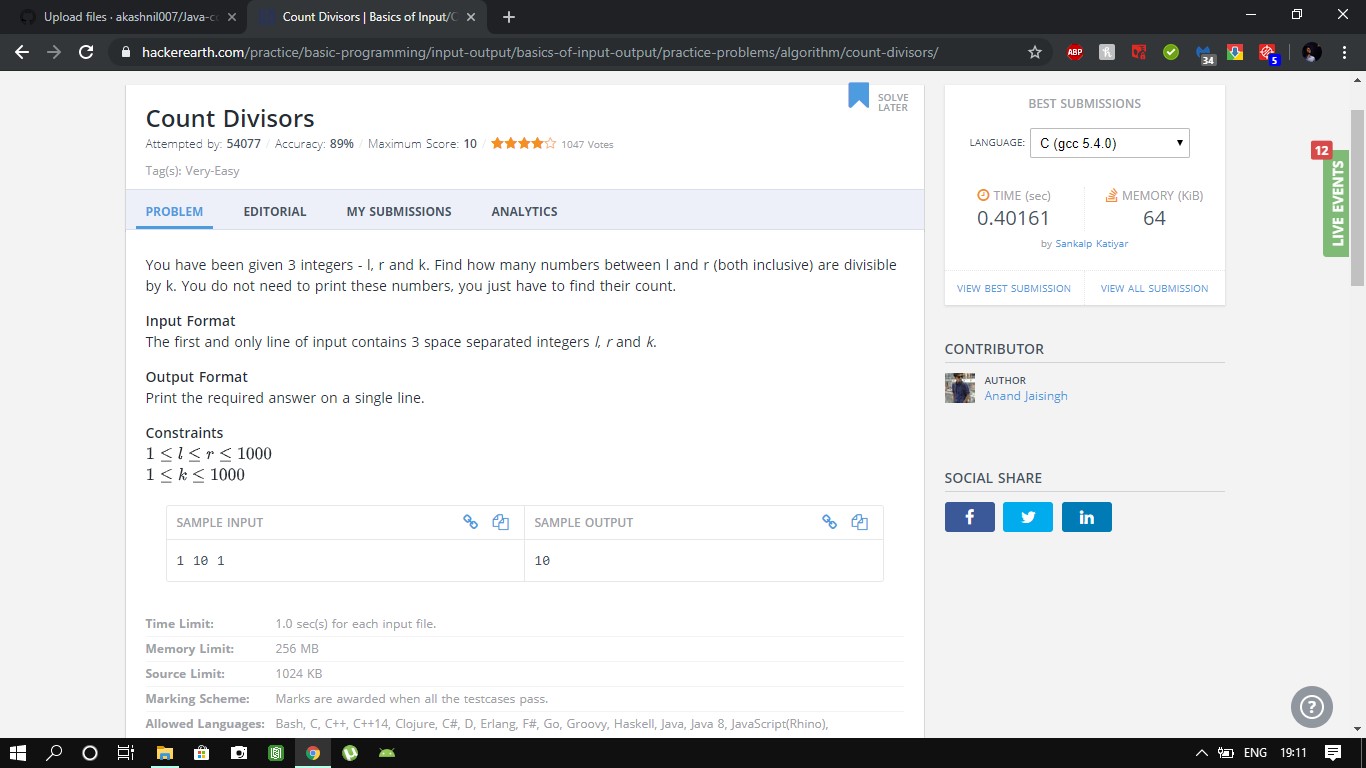 Upload files · akashnil007/Java-c
Count Divisors | Basics of Input/
hackerearth.com/practice/basic-programming/input-output/basics-of-input-output/practice-problems/algorithm/count-divisors/
ABP
34
5
Count Divisors
SOLVE
LATER
Attempted by: 54077 / Accuracy: 89% / Maximum Score: 10 / 1047 Votes
Tag(s): Very-Easy
PROBLEM EDITORIAL MY SUBMISSIONS ANALYTICS
You have been given 3 integers - l, r and k. Find how many numbers between l and r (both inclusive) are divisible
by k. You do not need to print these numbers, you just have to find their count.
Input Format
The first and only line of input contains 3 space separated integers l, r and k.
Output Format
Print the required answer on a single line.
Constraints
1 ≤ l ≤ r ≤ 1000
1 ≤ k ≤ 1000
SAMPLE INPUT
1 10 1
SAMPLE OUTPUT
10
Time Limit: 1.0 sec(s) for each input file.
Memory Limit: 256 MB
Source Limit: 1024 KB
Marking Scheme: Marks are awarded when all the testcases pass.
Allowed Languages: Bash, C, C++, C++14, Clojure, C#, D, Erlang, F#, Go, Groovy, Haskell, Java, Java 8, JavaScript(Rhino),
BEST SUBMISSIONS
LANGUAGE: C (gcc 5.4.0)
TIME (sec)
0.40161
MEMORY (KiB)
64
by Sankalp Katiyar
VIEW BEST SUBMISSION
VIEW ALL SUBMISSION
CONTRIBUTOR
AUTHOR
Anand Jaisingh
SOCIAL SHARE
f
in
12
LIVE EVENTS
?
ENG 19:11